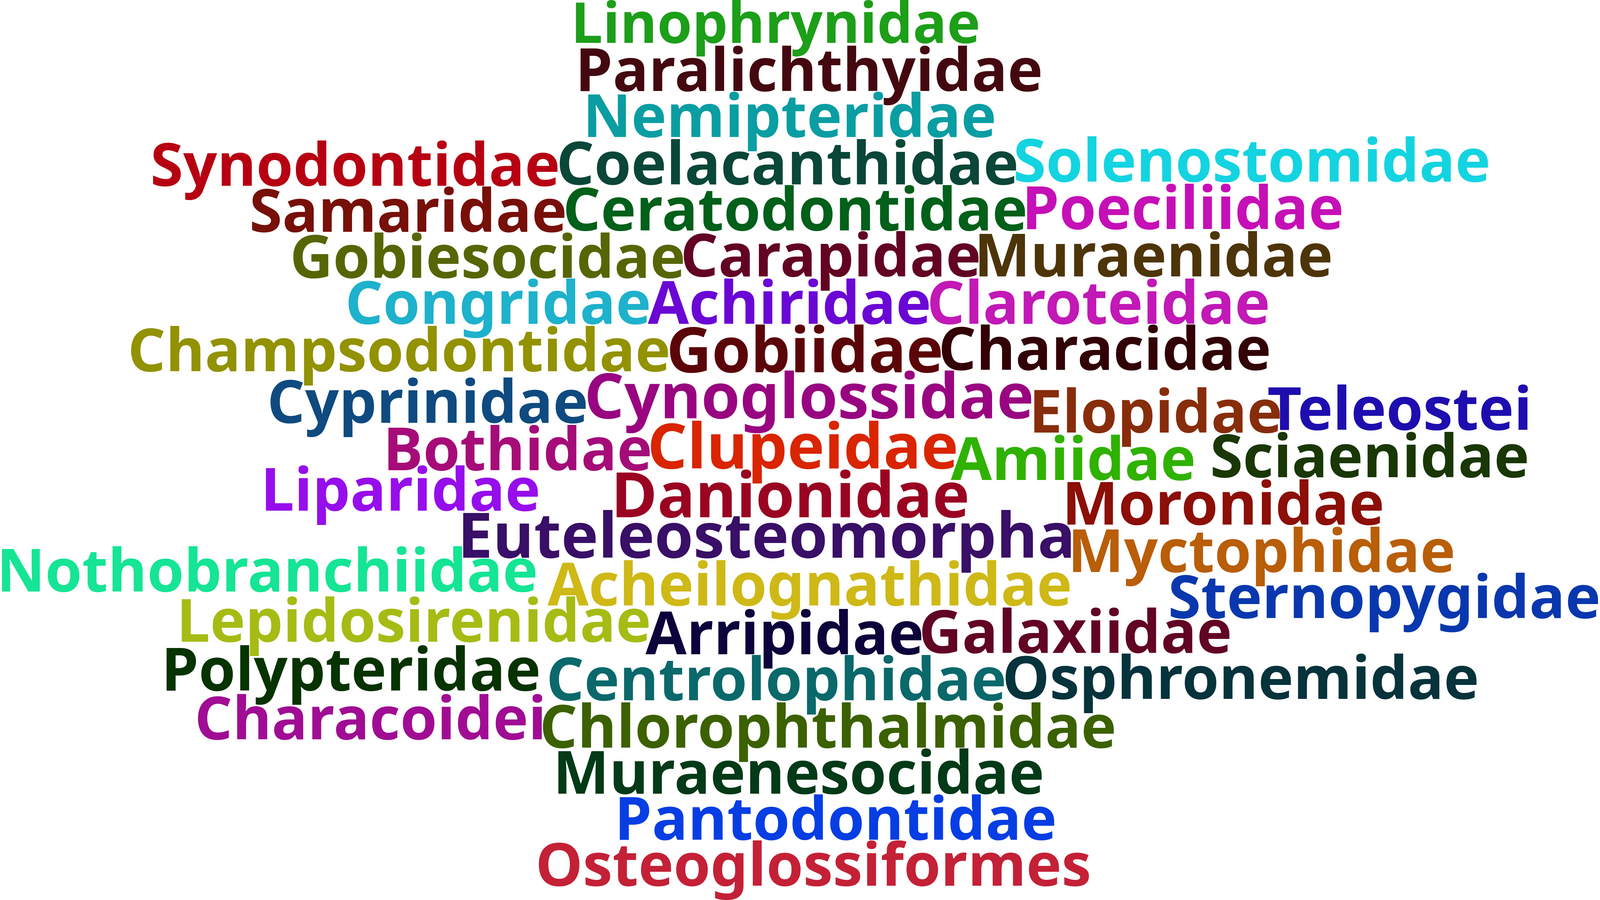 Linophrynidae
Paralichthyidae
Nemipteridae
Synodontidae Coelacanthidae Solenostomidae
Samaridae Ceratodontidae Poeciliidae
Gobiesocidae Carapidae Muraenidae
Congridae Achiridae Claroteidae
Champsodontidae Gobiidae Characidae
Cyprinidae Cynoglossidae Elopidae Teleostei
Bothidae Clupeidae Amiidae Sciaenidae
Liparidae Danionidae Moronidae
Euteleosteomorpha Myctophidae
Nothobranchiidae Acheilognathidae Sternopygidae
Lepidosirenidae Arripidae Galaxiidae
Polypteridae Centrolophidae Osphronemidae
Characoidei Chlorophthalmidae
Muraenesocidae
Pantodontidae
Osteoglossiformes